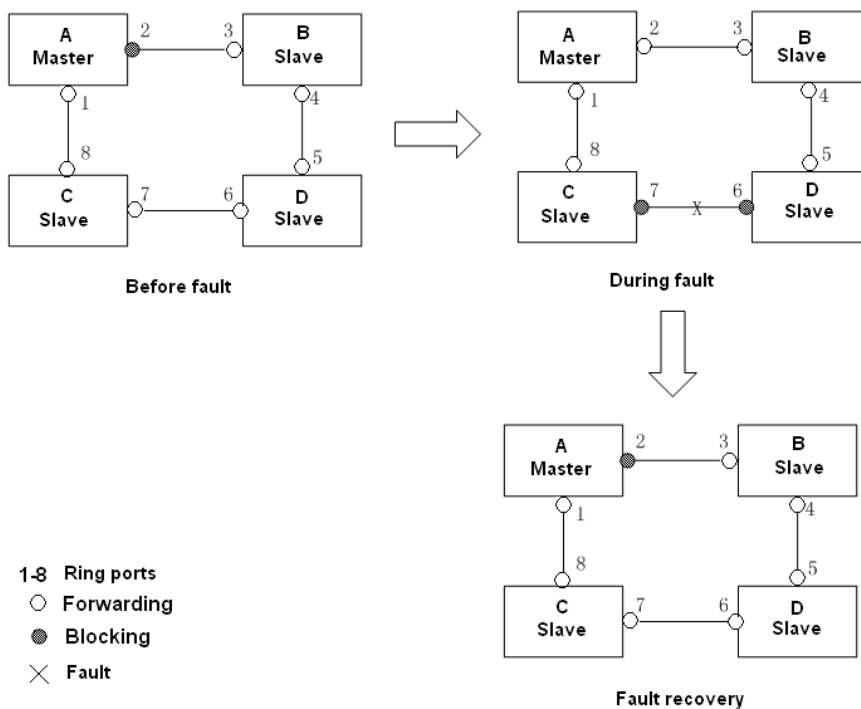 A
Master
2
3
B
Slave
1
4
8
5
C
Slave
7
6
D
Slave
Before fault
A
Master
2
3
B
Slave
1
4
8
5
C
Slave
7
X
6
D
Slave
During fault
A
Master
2
3
B
Slave
1
4
8
5
C
Slave
7
6
D
Slave
Fault recovery
1-8 Ring ports
Forwarding
Blocking
Fault